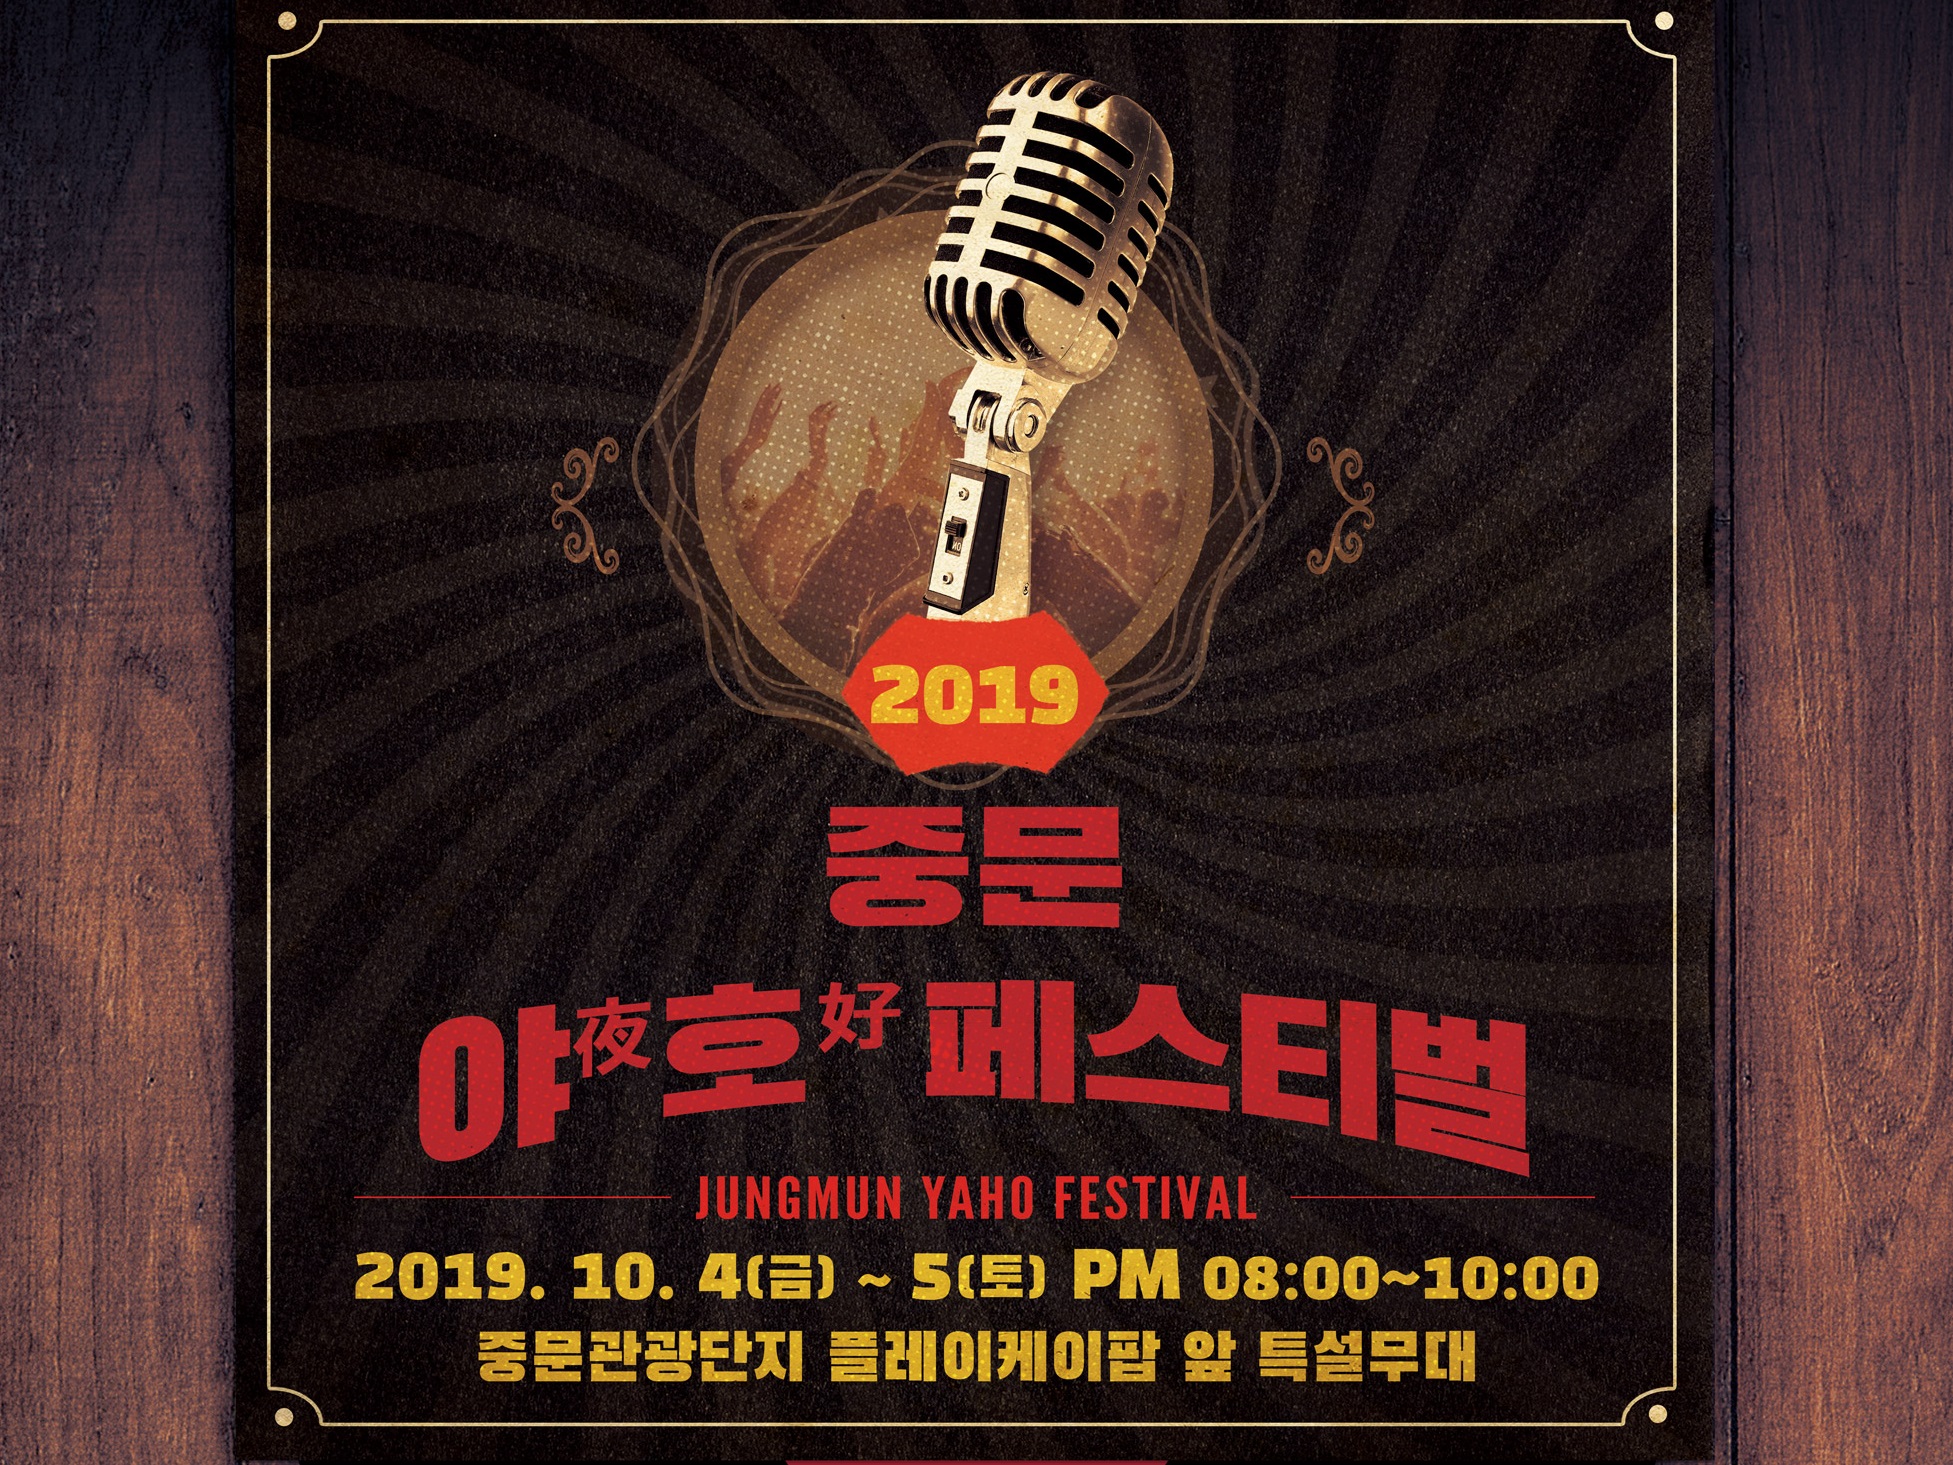 2019
중문
야夜호好 페스티벌
JUNGMUN YAHO FESTIVAL
2019. 10. 4(금) ~ 5(토) PM 08:00~10:00
중문관광단지 플레이케이팝 앞 특설무대